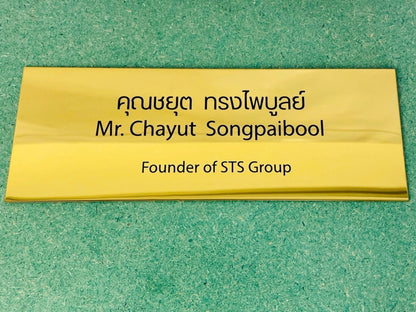 คุณชยุต ทรงไพบูลย์
Mr. Chayut Songpaibool
Founder of STS Group